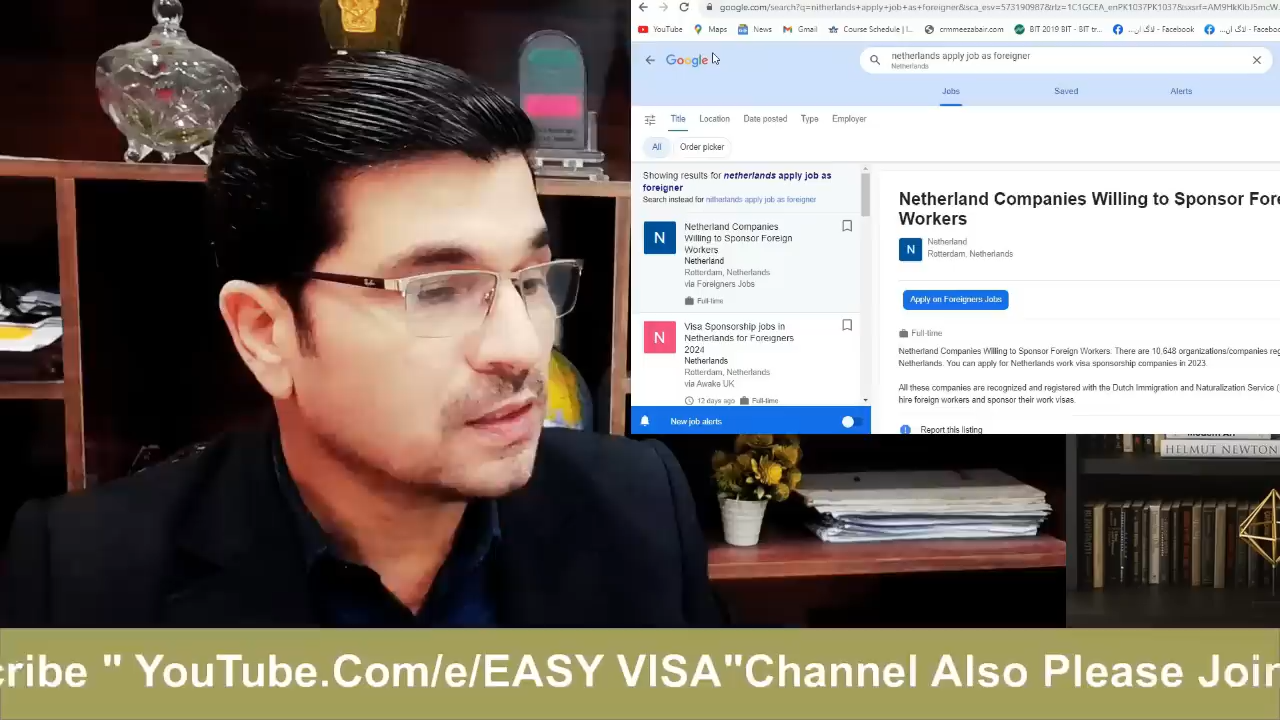 google.com/search?q=nitherlands+apply+job+as+foreigner&sca_esv=573190987&rlz=1C1GCEA_enPK1037PK1037&
YouTube
Maps
News
Gmail
Course Schedule | I...
crmmeezabair.com
BIT 2019 BIT - BIT tr...
Facebook - لاگ ان...
لاگ ان... - Facebo
Google
netherlands apply job as foreigner
Netherlands
Jobs
Saved
Alerts
Title
Location
Date posted
Type
Employer
All
Order picker
Showing results for netherlands apply job as
foreigner
Search instead for nitherlands apply job as foreigner
N
Netherland Companies
Willing to Sponsor Foreign
Workers
Netherland
Rotterdam, Netherlands
via Foreigners Jobs
Full-time
N
Visa Sponsorship jobs in
Netherlands for Foreigners
2024
Netherlands
Rotterdam, Netherlands
via Awake UK
12 days ago
Full-time
New job alerts
Netherland Companies Willing to Sponsor Fore
Workers
N
Netherland
Rotterdam, Netherlands
Apply on Foreigners Jobs
Full-time
Netherland Companies Willing to Sponsor Foreign Workers. There are 10,648 organizations/companies reg
Netherlands. You can apply for Netherlands work visa sponsorship companies in 2023.
All these companies are recognized and registered with the Dutch Immigration and Naturalization Service (
hire foreign workers and sponsor their work visas.
Report this listing
HELMUT NEWTON
cribe " YouTube.Com/e/EASY VISA"Channel Also Please Join